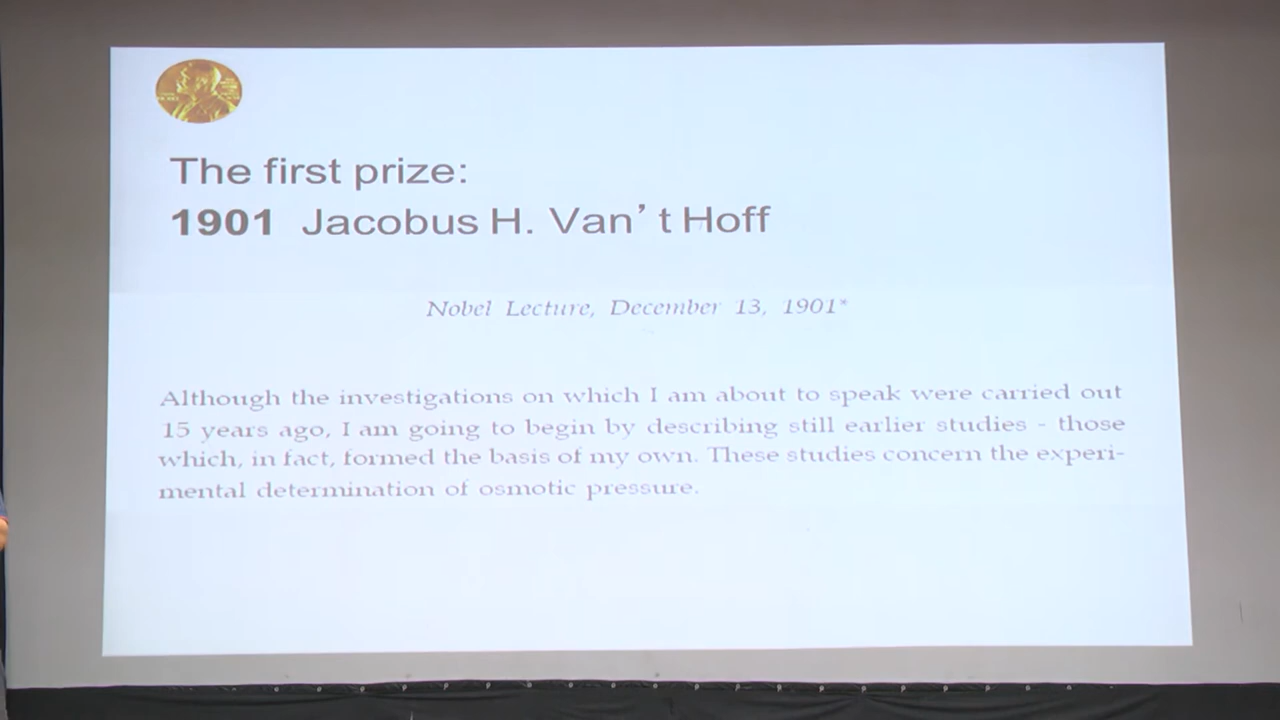 The first prize:
1901 Jacobus H. Van't Hoff
Nobel Lecture, December 13, 1901*
Although the investigations on which I am about to speak were carried out
15 years ago, I am going to begin by describing still earlier studies - those
which, in fact, formed the basis of my own. These studies concern the experi-
mental determination of osmotic pressure.